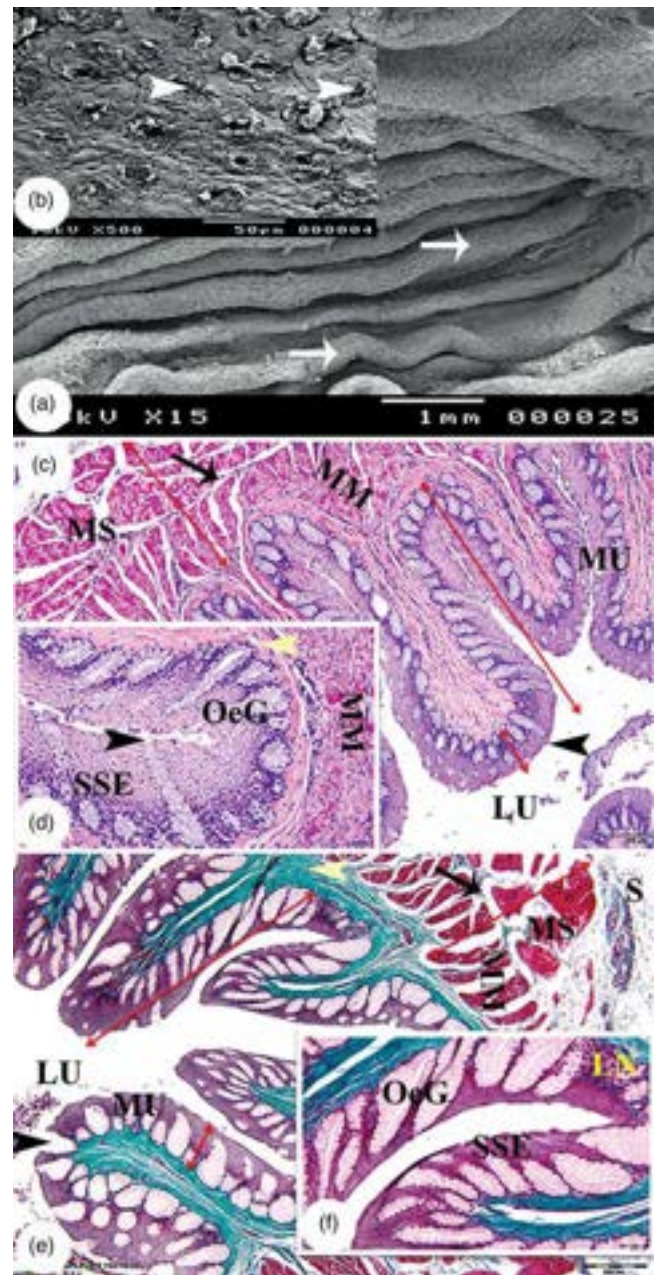 (b)
kV X500 50µm 000004
(a)
kV X15 1mm 000025
(c)
MS
MM
MU
OeG
MM
SSE
(d)
LU
S
MS
MM
LU
MU
LN
OeG
SSE
(e)
(f)